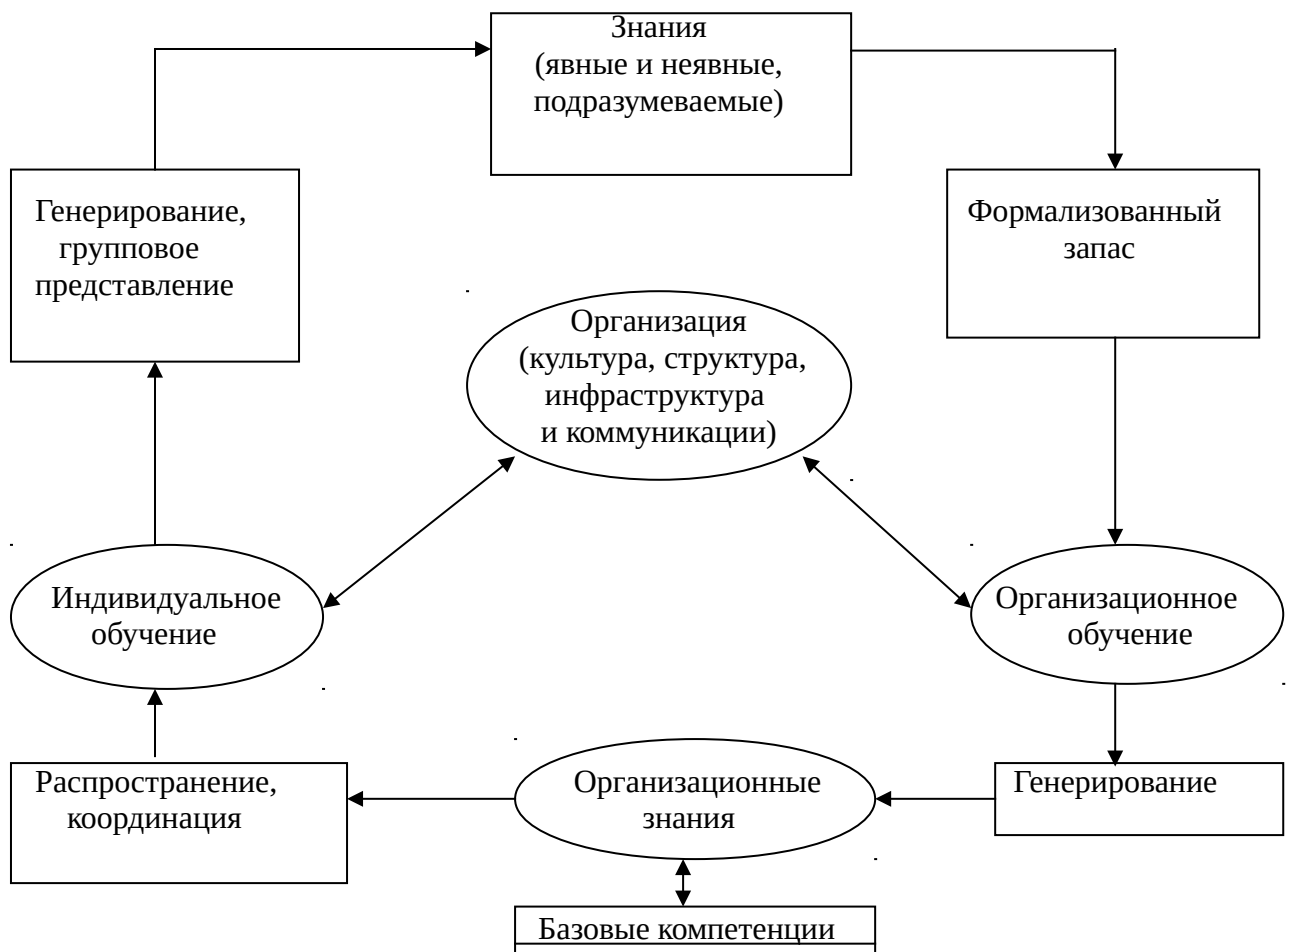 Знания
(явные и неявные,
подразумеваемые)
Генерирование,
групповое
представление
Формализованный
запас
Организация
(культура, структура,
инфраструктура
и коммуникации)
Индивидуальное
обучение
Организационное
обучение
Распространение,
координация
Организационные
знания
Генерирование
Базовые компетенции